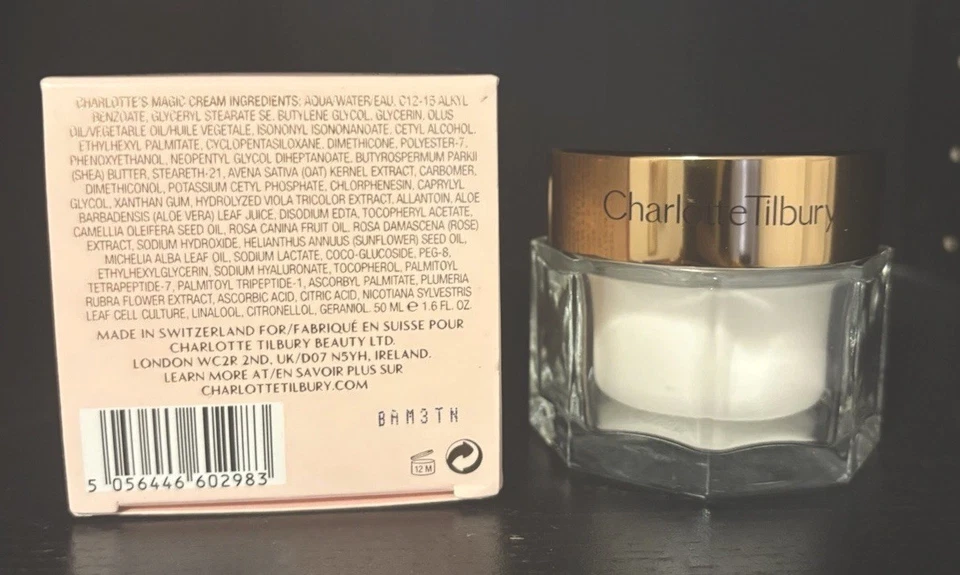 CHARLOTTE'S MAGIC CREAM INGREDIENTS: AQUA/WATER/EAU, C12-15 ALKYL
BENZOATE, GLYCERYL STEARATE SE, BUTYLENE GLYCOL, GLYCERIN, OLUS
OIL/VEGETABLE OIL/HUILE VEGETALE, ISONONYL ISONONANOATE, CETYL ALCOHOL,
ETHYLHEXYL PALMITATE, CYCLOPENTASILOXANE, DIMETHICONE, POLYESTER-7,
PHENOXYETHANOL, NEOPENTYL GLYCOL DIHEPTANOATE, BUTYROSPERMUM PARKII
(SHEA) BUTTER, STEARETH-21, AVENA SATIVA (OAT) KERNEL EXTRACT, CARBOMER,
DIMETHICONOL, POTASSIUM CETYL PHOSPHATE, CHLORPHENESIN, CAPRYLYL
GLYCOL, XANTHAN GUM, HYDROLYZED VIOLA TRICOLOR EXTRACT, ALLANTOIN, ALOE
BARBADENSIS (ALOE VERA) LEAF JUICE, DISODIUM EDTA, TOCOPHERYL ACETATE,
CAMELLIA OLEIFERA SEED OIL, ROSA CANINA FRUIT OIL, ROSA DAMASCENA (ROSE)
EXTRACT, SODIUM HYDROXIDE, HELIANTHUS ANNUUS (SUNFLOWER) SEED OIL,
MICHELIA ALBA LEAF OIL, SODIUM LACTATE, COCO-GLUCOSIDE, PEG-8,
ETHYLHEXYLGLYCERIN, SODIUM HYALURONATE, TOCOPHEROL, PALMITOYL
TETRAPEPTIDE-7, PALMITOYL TRIPEPTIDE-1, ASCORBYL PALMITATE, PLUMERIA
RUBRA FLOWER EXTRACT, ASCORBIC ACID, CITRIC ACID, NICOTIANA SYLVESTRIS
LEAF CELL CULTURE, LINALOOL, CITRONELLOL, GERANIOL. 50 ML ℮ 1.6 FL. OZ.
MADE IN SWITZERLAND FOR/FABRIQUÉ EN SUISSE POUR
CHARLOTTE TILBURY BEAUTY LTD.
LONDON WC2R 2ND, UK/D07 N5YH, IRELAND.
LEARN MORE AT/EN SAVOIR PLUS SUR
CHARLOTTETILBURY.COM
BAM3TN
12 M
5 056446 602983
CharlotteTilbury